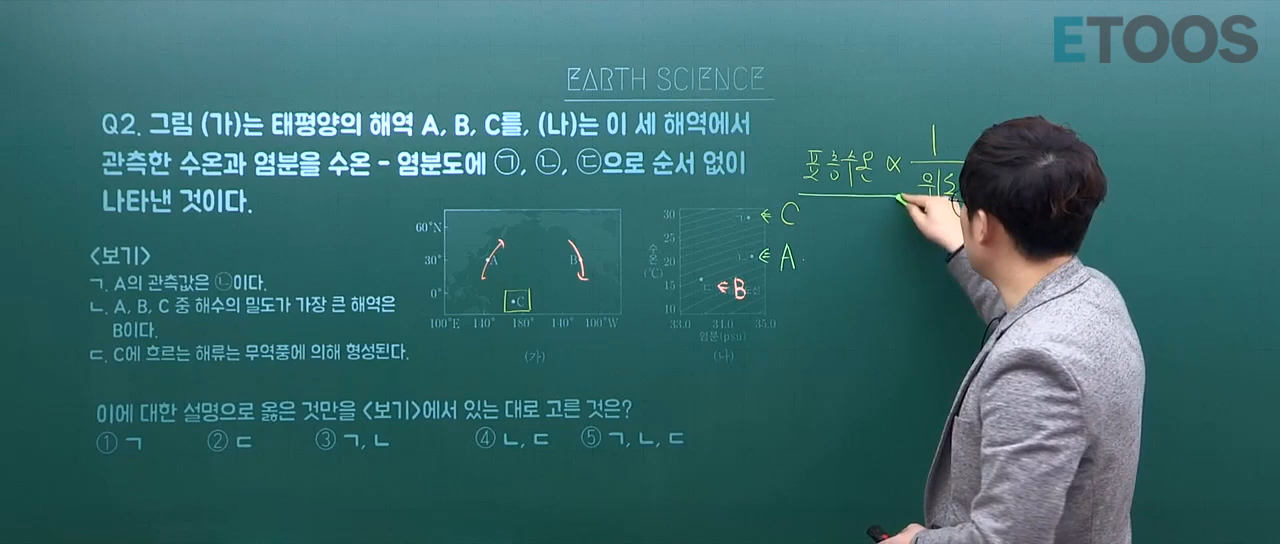 ETOOS
EARTH SCIENCE
Q2. 그림 (가)는 태평양의 해역 A, B, C를, (나)는 이 세 해역에서
관측한 수온과 염분을 수온 - 염분도에 ㉠, ㉡, ㉢으로 순서 없이
나타낸 것이다.
표층수온 ∝ 1
위도
<보기>
ㄱ. A의 관측값은 ㉡이다.
ㄴ. A, B, C 중 해수의 밀도가 가장 큰 해역은
B이다.
ㄷ. C에 흐르는 해류는 무역풍에 의해 형성된다.
60°N
30°
0°
A
B
C
100°E 140° 180° 140° 100°W
(가)
수온(℃)
30
25
20
15
10
ㄱ ⇐ C
ㄴ ⇐ A
ㄷ ⇐ B
33.0 34.0 35.0
염분(psu)
(나)
이에 대한 설명으로 옳은 것만을 <보기>에서 있는 대로 고른 것은?
① ㄱ ② ㄷ ③ ㄱ, ㄴ ④ ㄴ, ㄷ ⑤ ㄱ, ㄴ, ㄷ